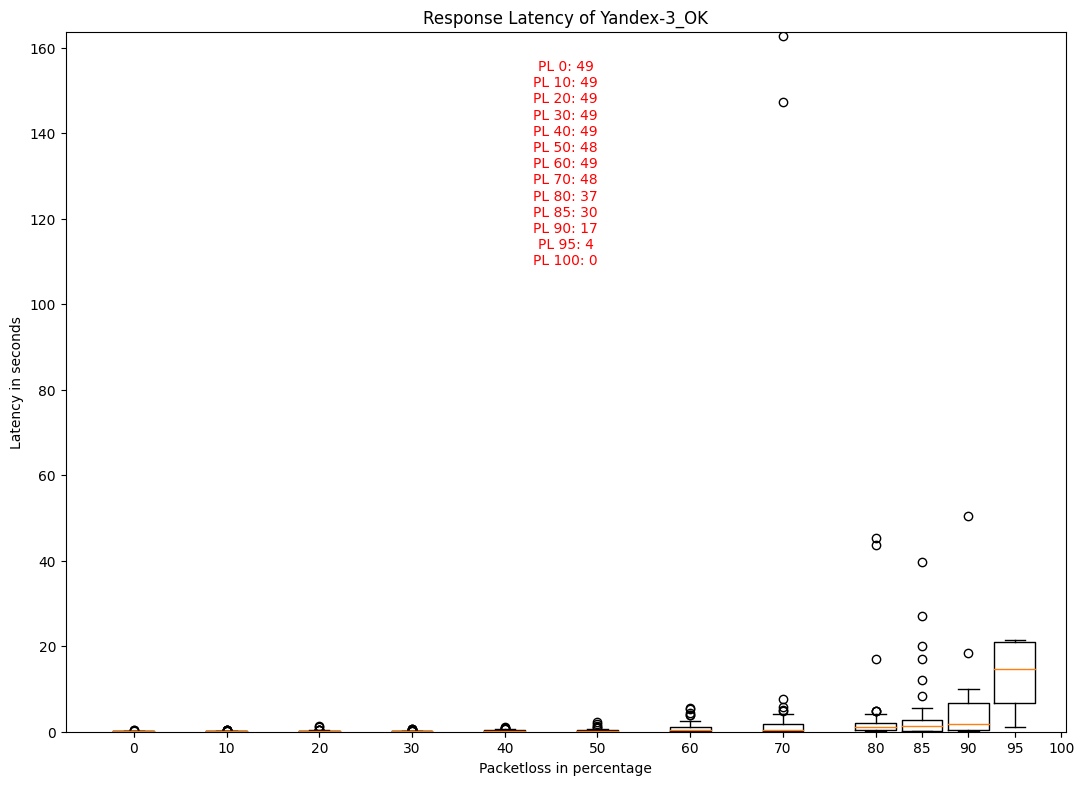 Response Latency of Yandex-3_OK
160
140
120
100
80
60
40
20
0
Latency in seconds
PL 0: 49
PL 10: 49
PL 20: 49
PL 30: 49
PL 40: 49
PL 50: 48
PL 60: 49
PL 70: 48
PL 80: 37
PL 85: 30
PL 90: 17
PL 95: 4
PL 100: 0
0 10 20 30 40 50 60 70 80 85 90 95 100
Packetloss in percentage